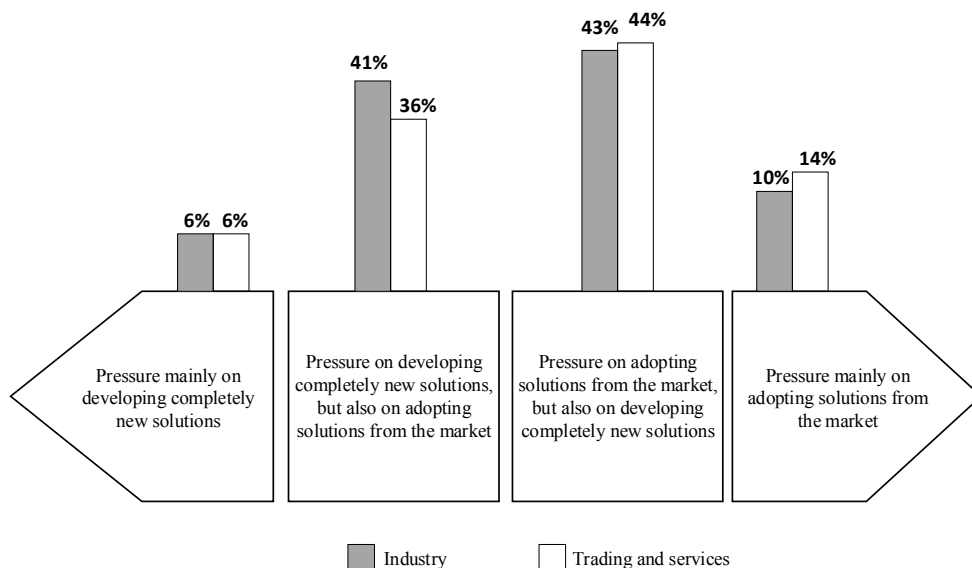 6% 6%
41%
36%
43% 44%
10%
14%
Pressure mainly on
developing completely
new solutions
Pressure on developing
completely new solutions,
but also on adopting
solutions from the market
Pressure on adopting
solutions from the market,
but also on developing
completely new solutions
Pressure mainly on
adopting solutions from
the market
Industry
Trading and services